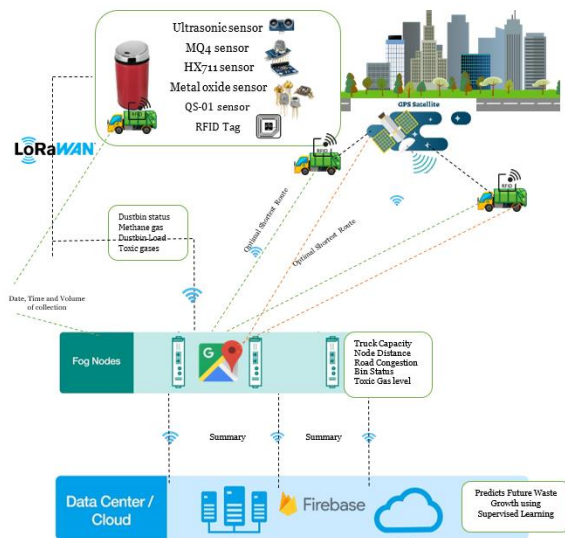 Ultrasonic sensor
MQ4 sensor
HX711 sensor
Metal oxide sensor
QS-01 sensor
RFID Tag
GPS Satellite
LoRaWAN
RFID
RFID
Dustbin status
Methane gas
Dustbin Load
Toxic gases
Optimal Shortest Route
Optimal Shortest Route
Date, Time and Volume
of collection
Fog Nodes
G
Truck Capacity
Node Distance
Road Congestion
Bin Status
Toxic Gas level
Summary
Summary
Data Center /
Cloud
Firebase
Predicts Future Waste
Growth using
Supervised Learning